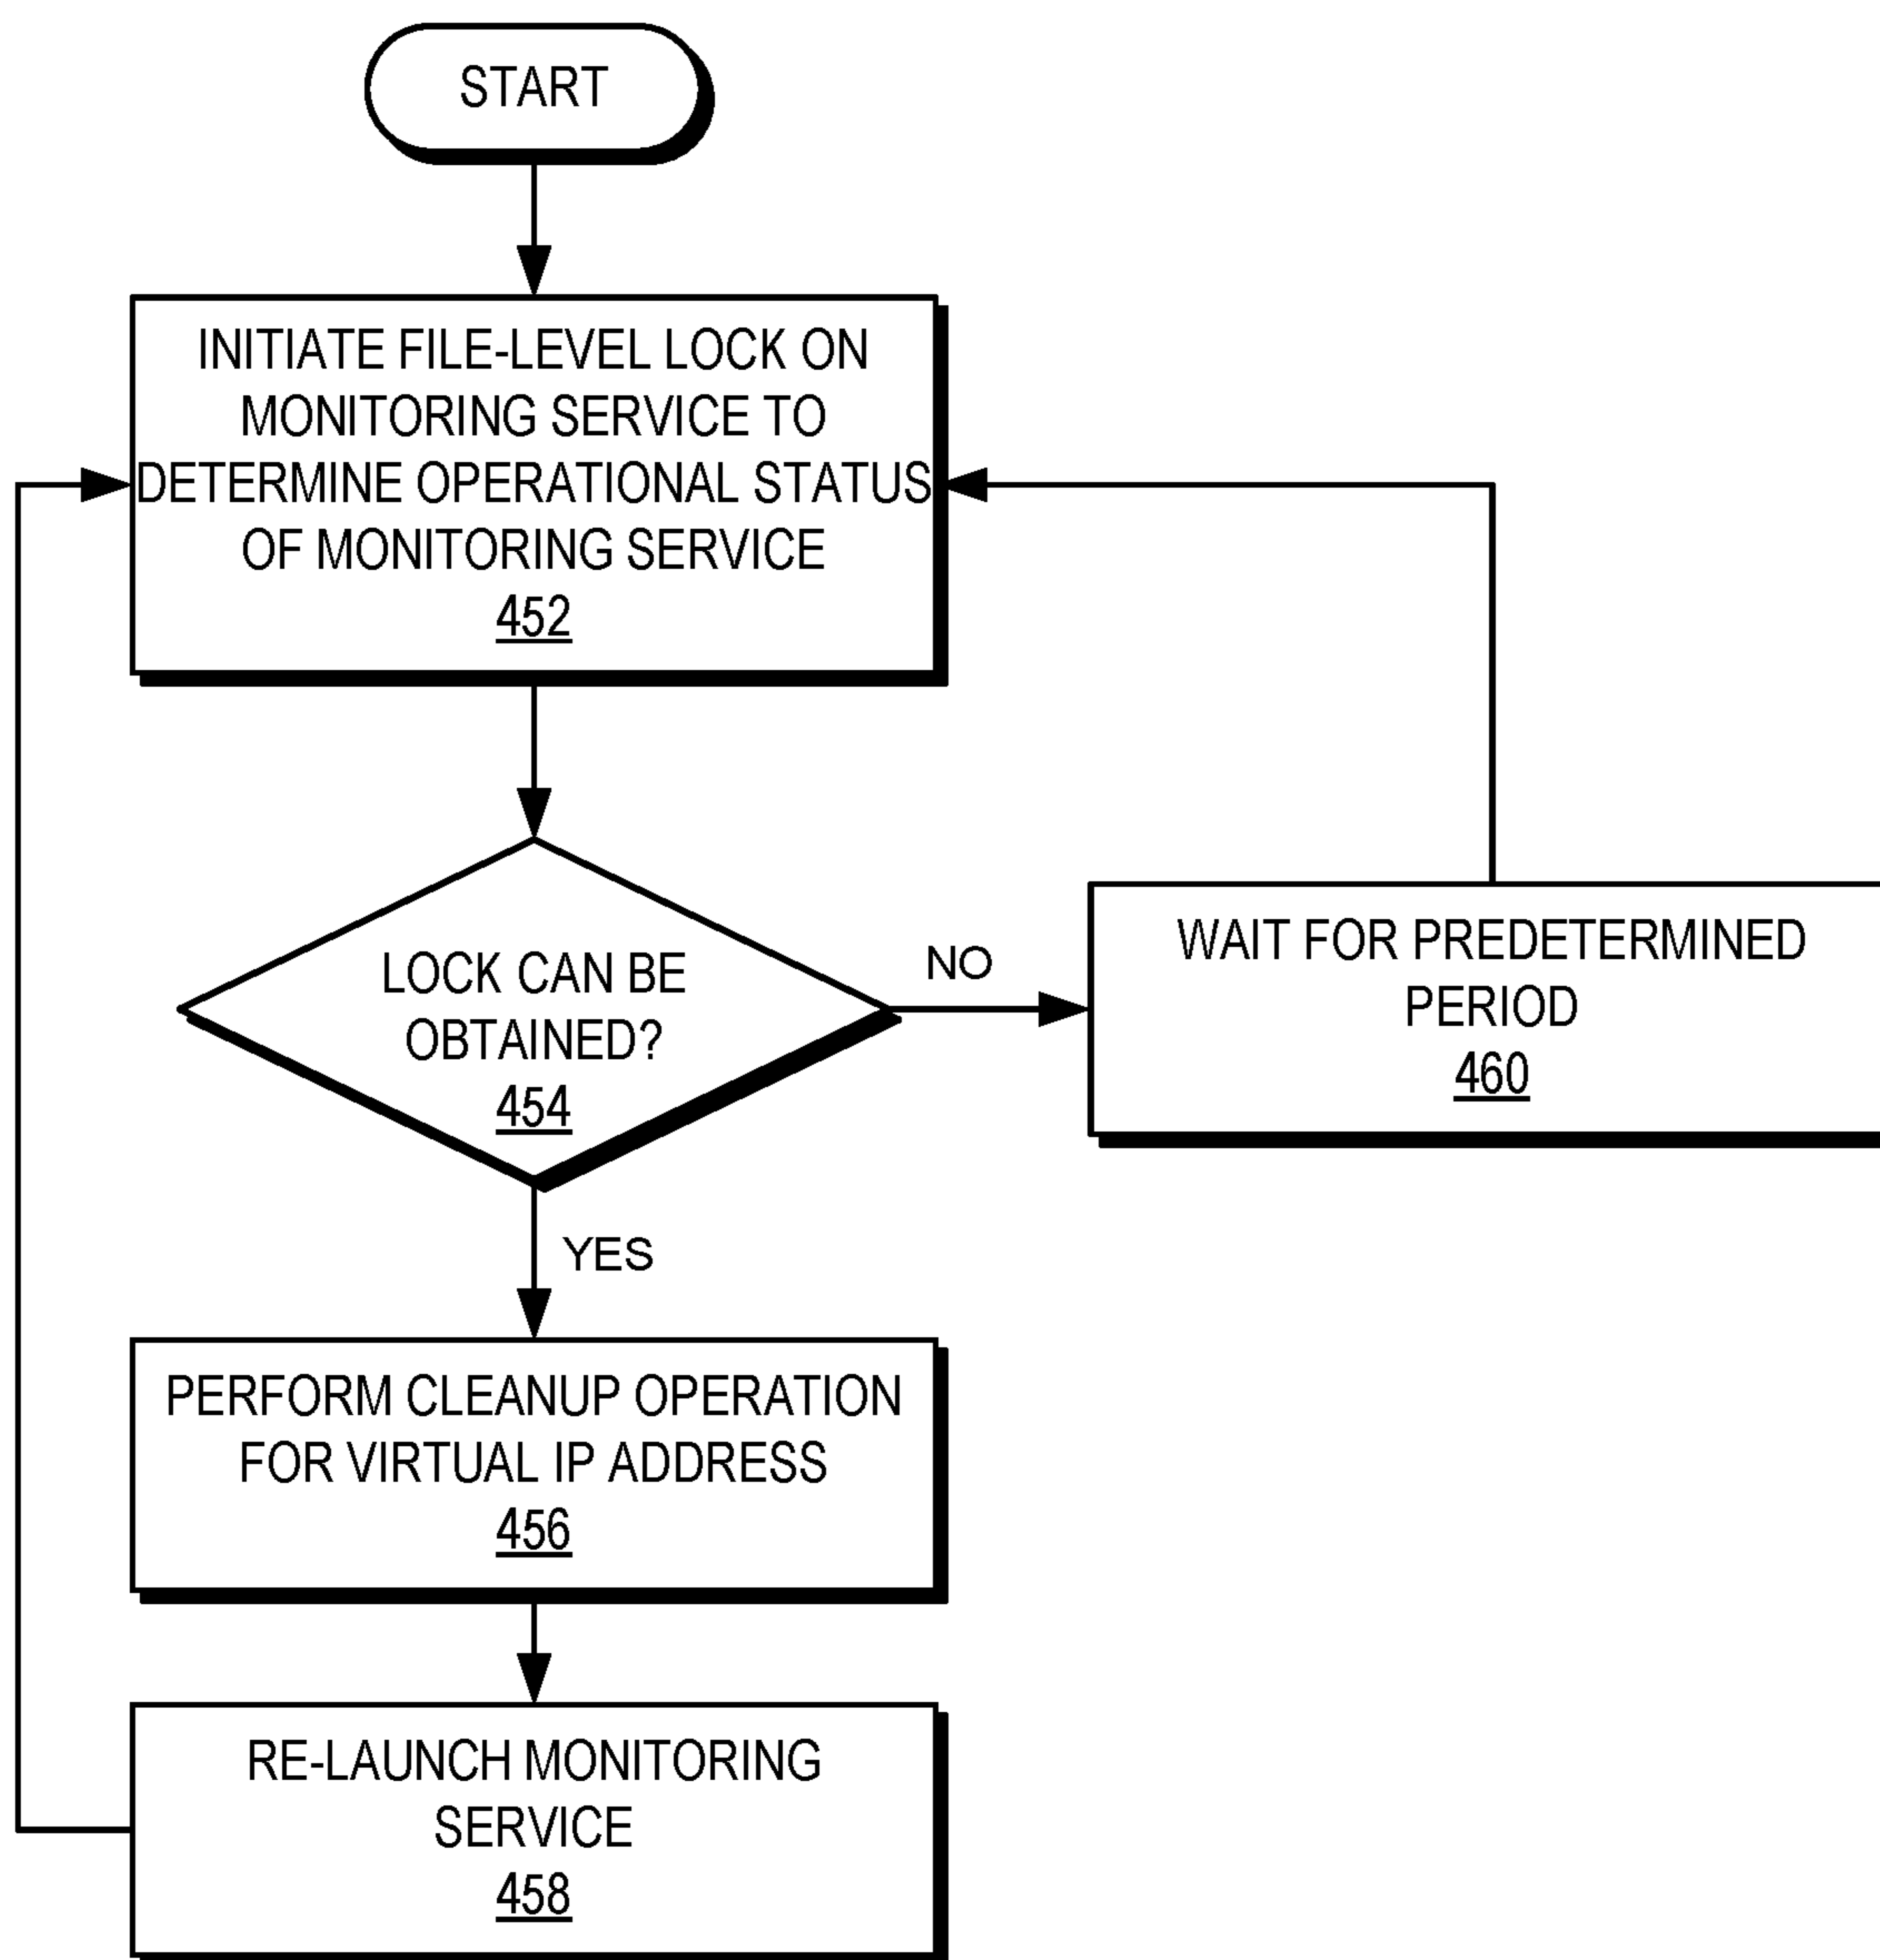 START
INITIATE FILE-LEVEL LOCK ON
MONITORING SERVICE TO
DETERMINE OPERATIONAL STATUS
OF MONITORING SERVICE
452
LOCK CAN BE
OBTAINED?
454
NO
WAIT FOR PREDETERMINED
PERIOD
460
YES
PERFORM CLEANUP OPERATION
FOR VIRTUAL IP ADDRESS
456
RE-LAUNCH MONITORING
SERVICE
458